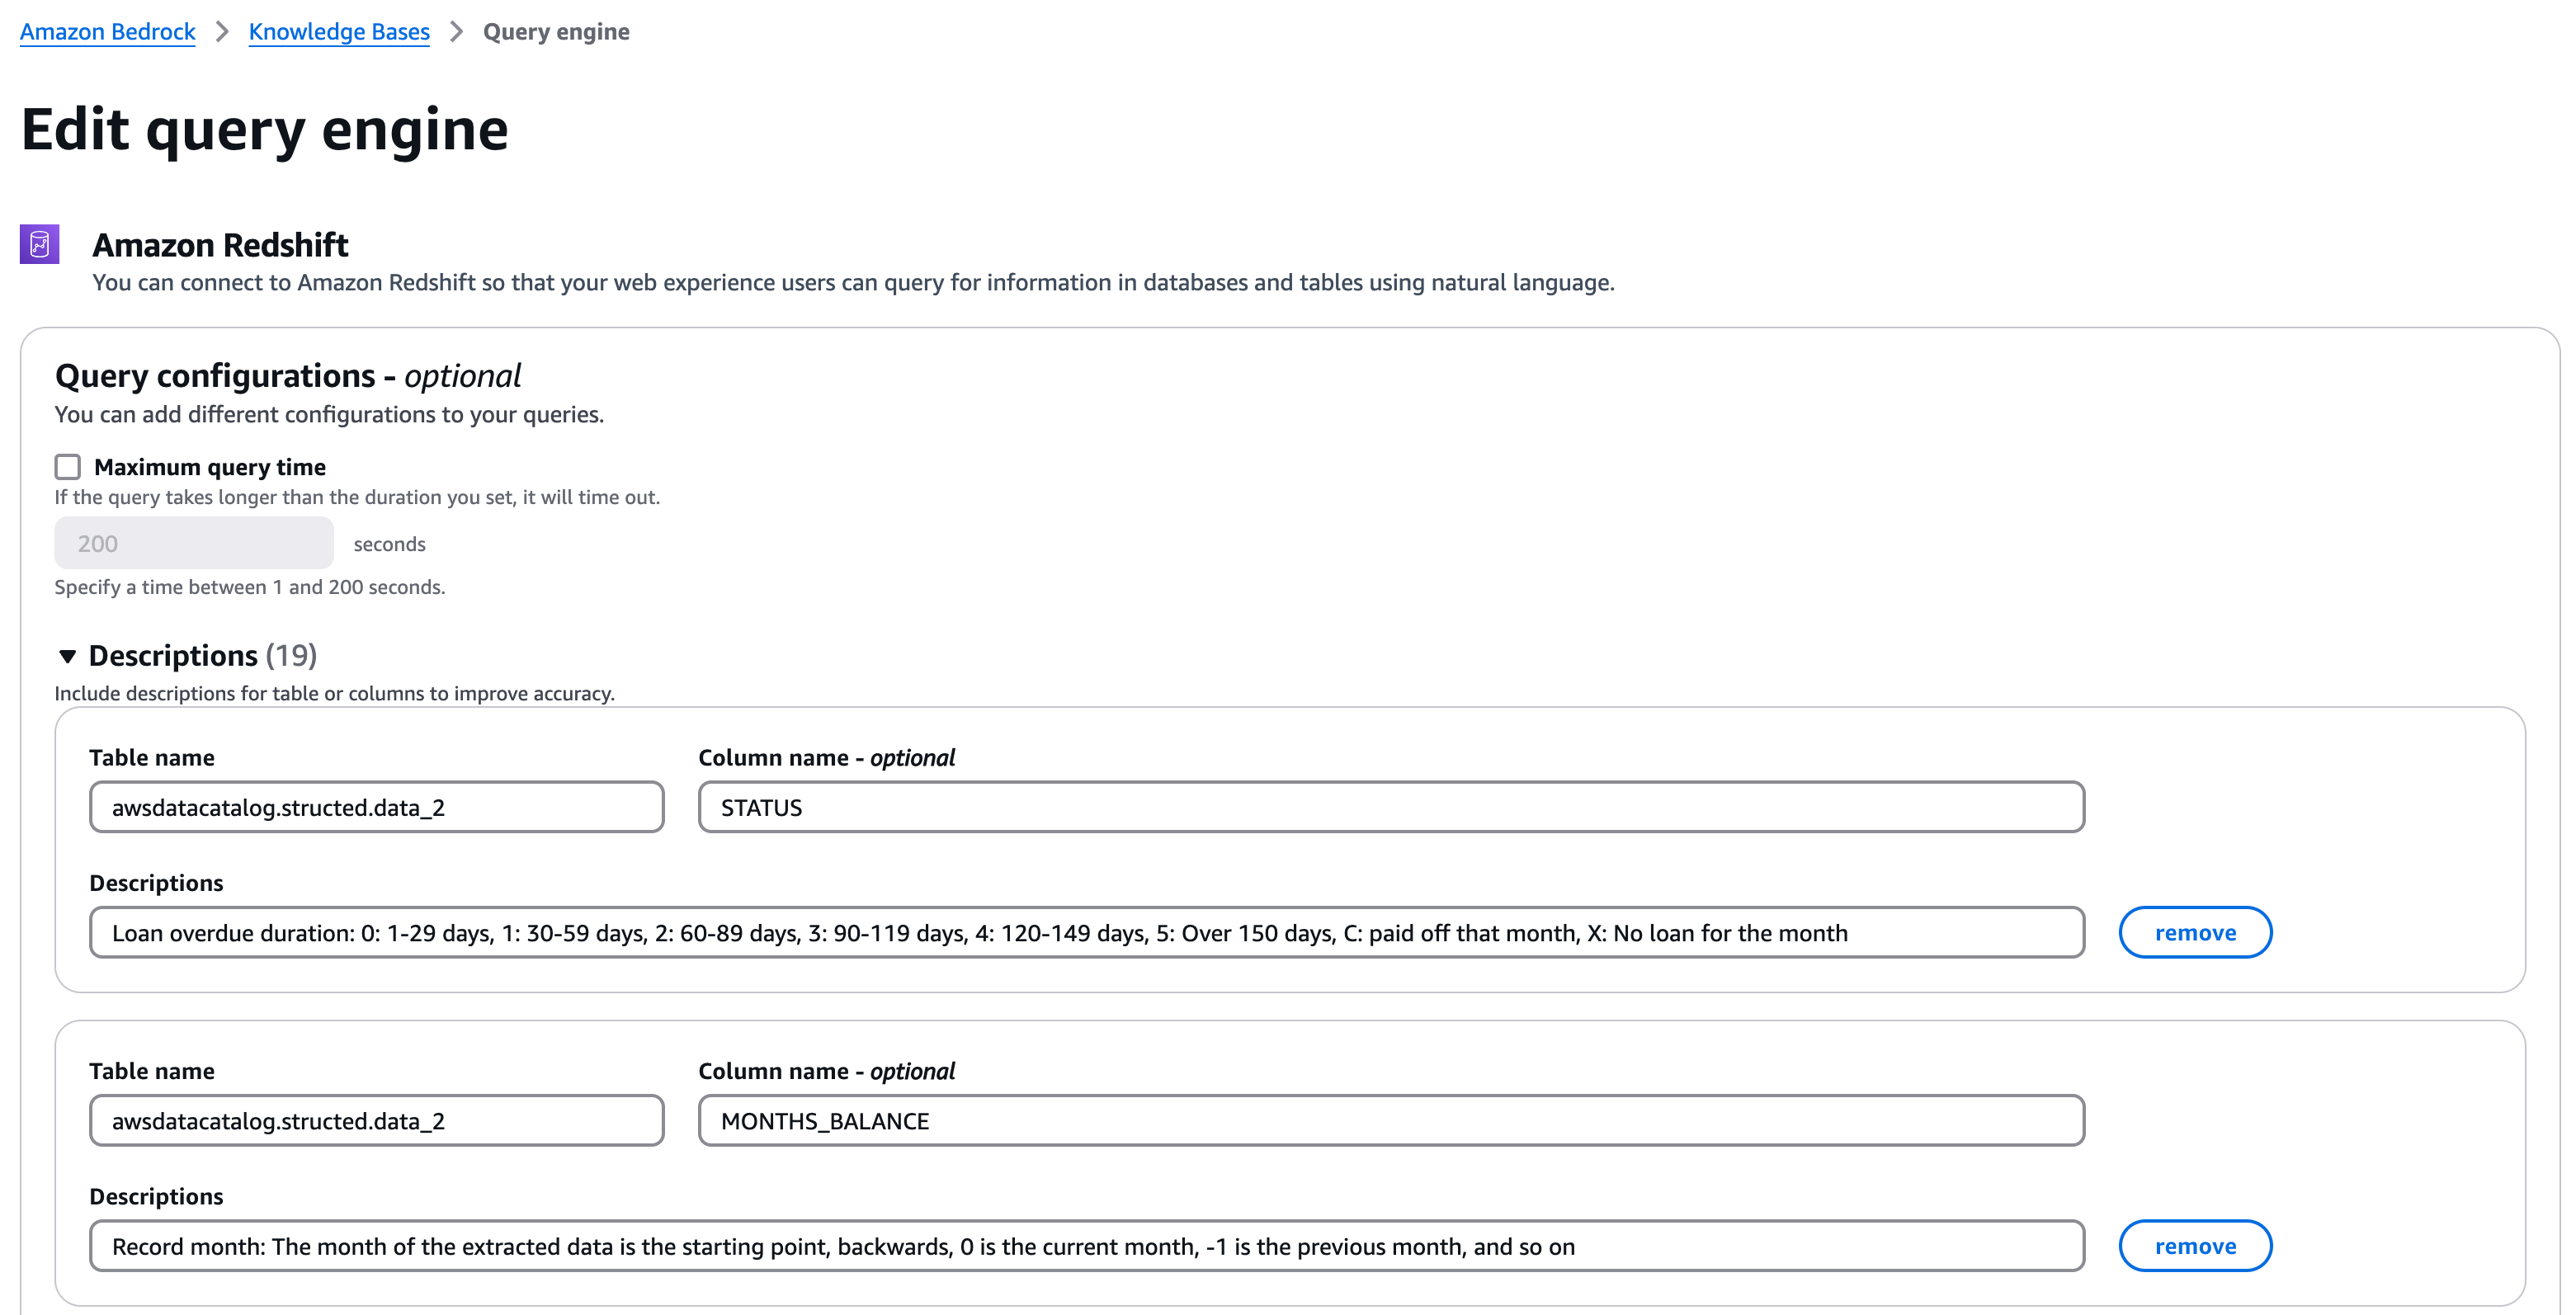 Amazon Bedrock > Knowledge Bases > Query engine
Edit query engine
Amazon Redshift
You can connect to Amazon Redshift so that your web experience users can query for information in databases and tables using natural language.
Query configurations - optional
You can add different configurations to your queries.
Maximum query time
If the query takes longer than the duration you set, it will time out.
200 seconds
Specify a time between 1 and 200 seconds.
Descriptions (19)
Include descriptions for table or columns to improve accuracy.
Table name Column name - optional
awsdatacatalog.structed.data_2 STATUS
Descriptions
Loan overdue duration: 0: 1-29 days, 1: 30-59 days, 2: 60-89 days, 3: 90-119 days, 4: 120-149 days, 5: Over 150 days, C: paid off that month, X: No loan for the month remove
Table name Column name - optional
awsdatacatalog.structed.data_2 MONTHS_BALANCE
Descriptions
Record month: The month of the extracted data is the starting point, backwards, 0 is the current month, -1 is the previous month, and so on remove